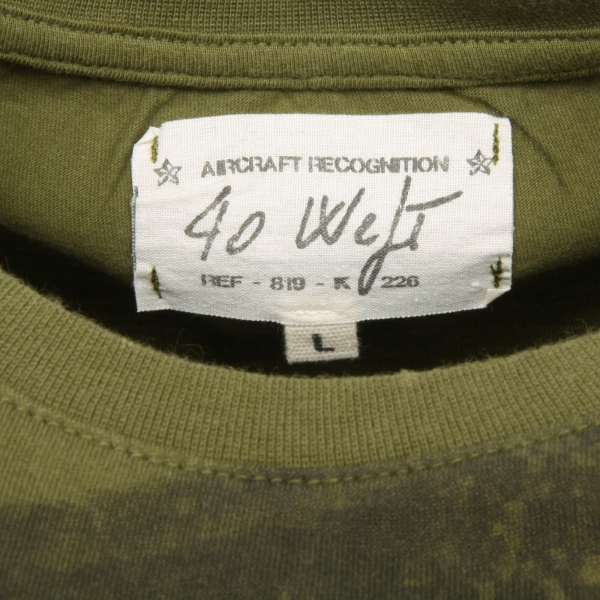 AIRCRAFT RECOGNITION
40 Weft
REF - 819 - K 226
L